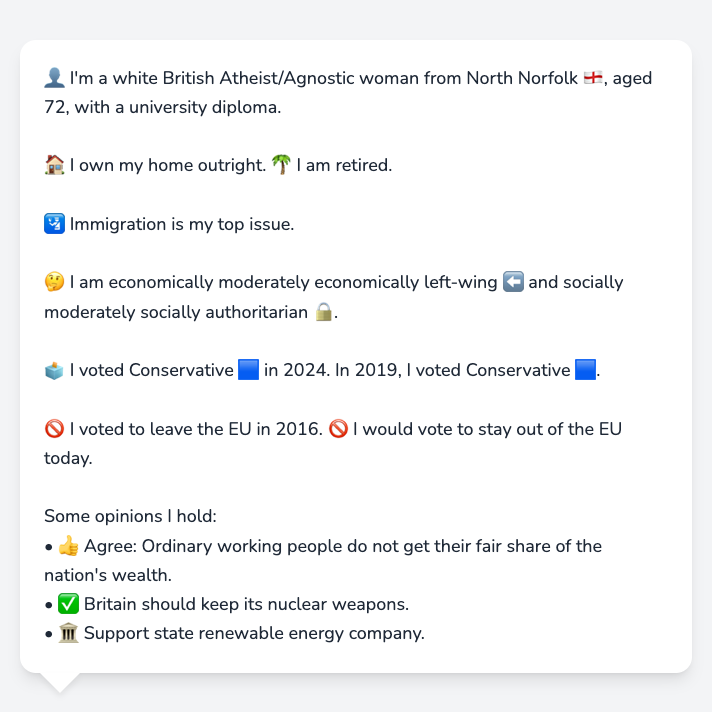 👤 I'm a white British Atheist/Agnostic woman from North Norfolk 🏴󠁧󠁢󠁥󠁮󠁧󠁿, aged
72, with a university diploma.
🏠 I own my home outright. 🌴 I am retired.
🛂 Immigration is my top issue.
🤔 I am economically moderately economically left-wing ⬅️ and socially
moderately socially authoritarian 🔒.
🗳️ I voted Conservative 🟦 in 2024. In 2019, I voted Conservative 🟦.
🚫 I voted to leave the EU in 2016. 🚫 I would vote to stay out of the EU
today.
Some opinions I hold:
• 👍 Agree: Ordinary working people do not get their fair share of the
nation's wealth.
• ✅ Britain should keep its nuclear weapons.
• 🏛️ Support state renewable energy company.